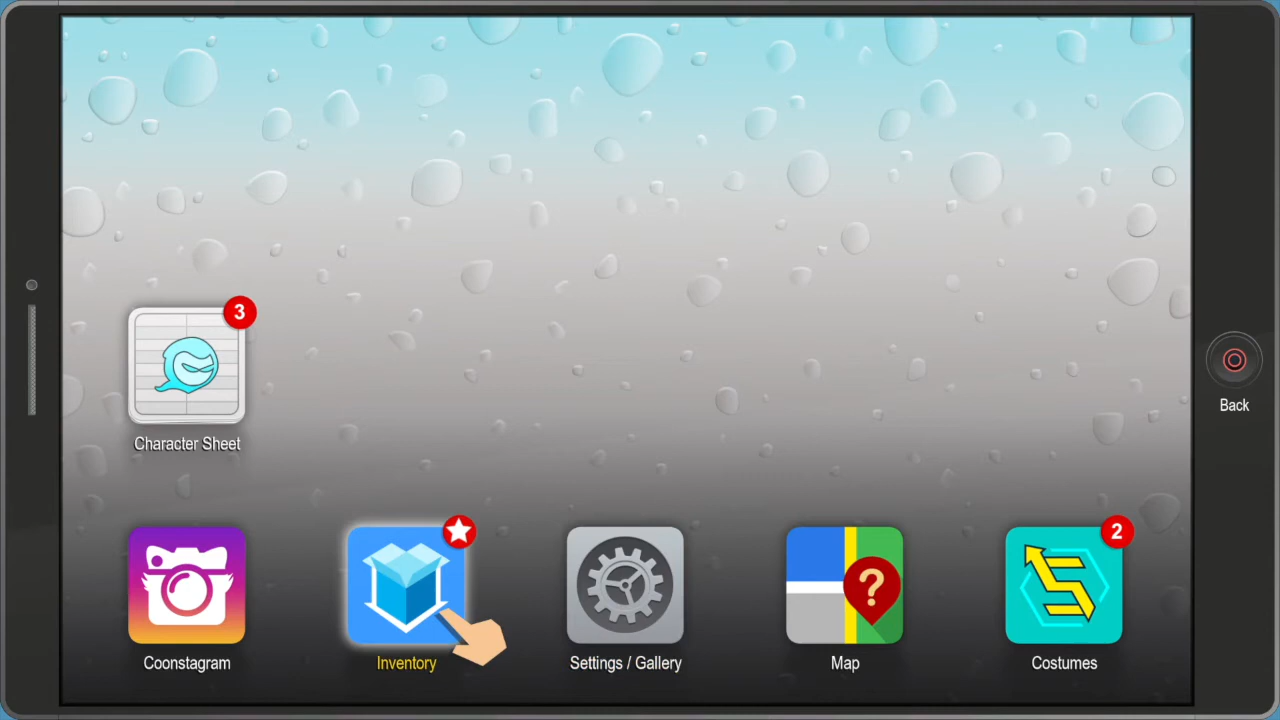 3
Character Sheet
Back
2
Coonstagram
Inventory
Settings / Gallery
?
Map
Costumes